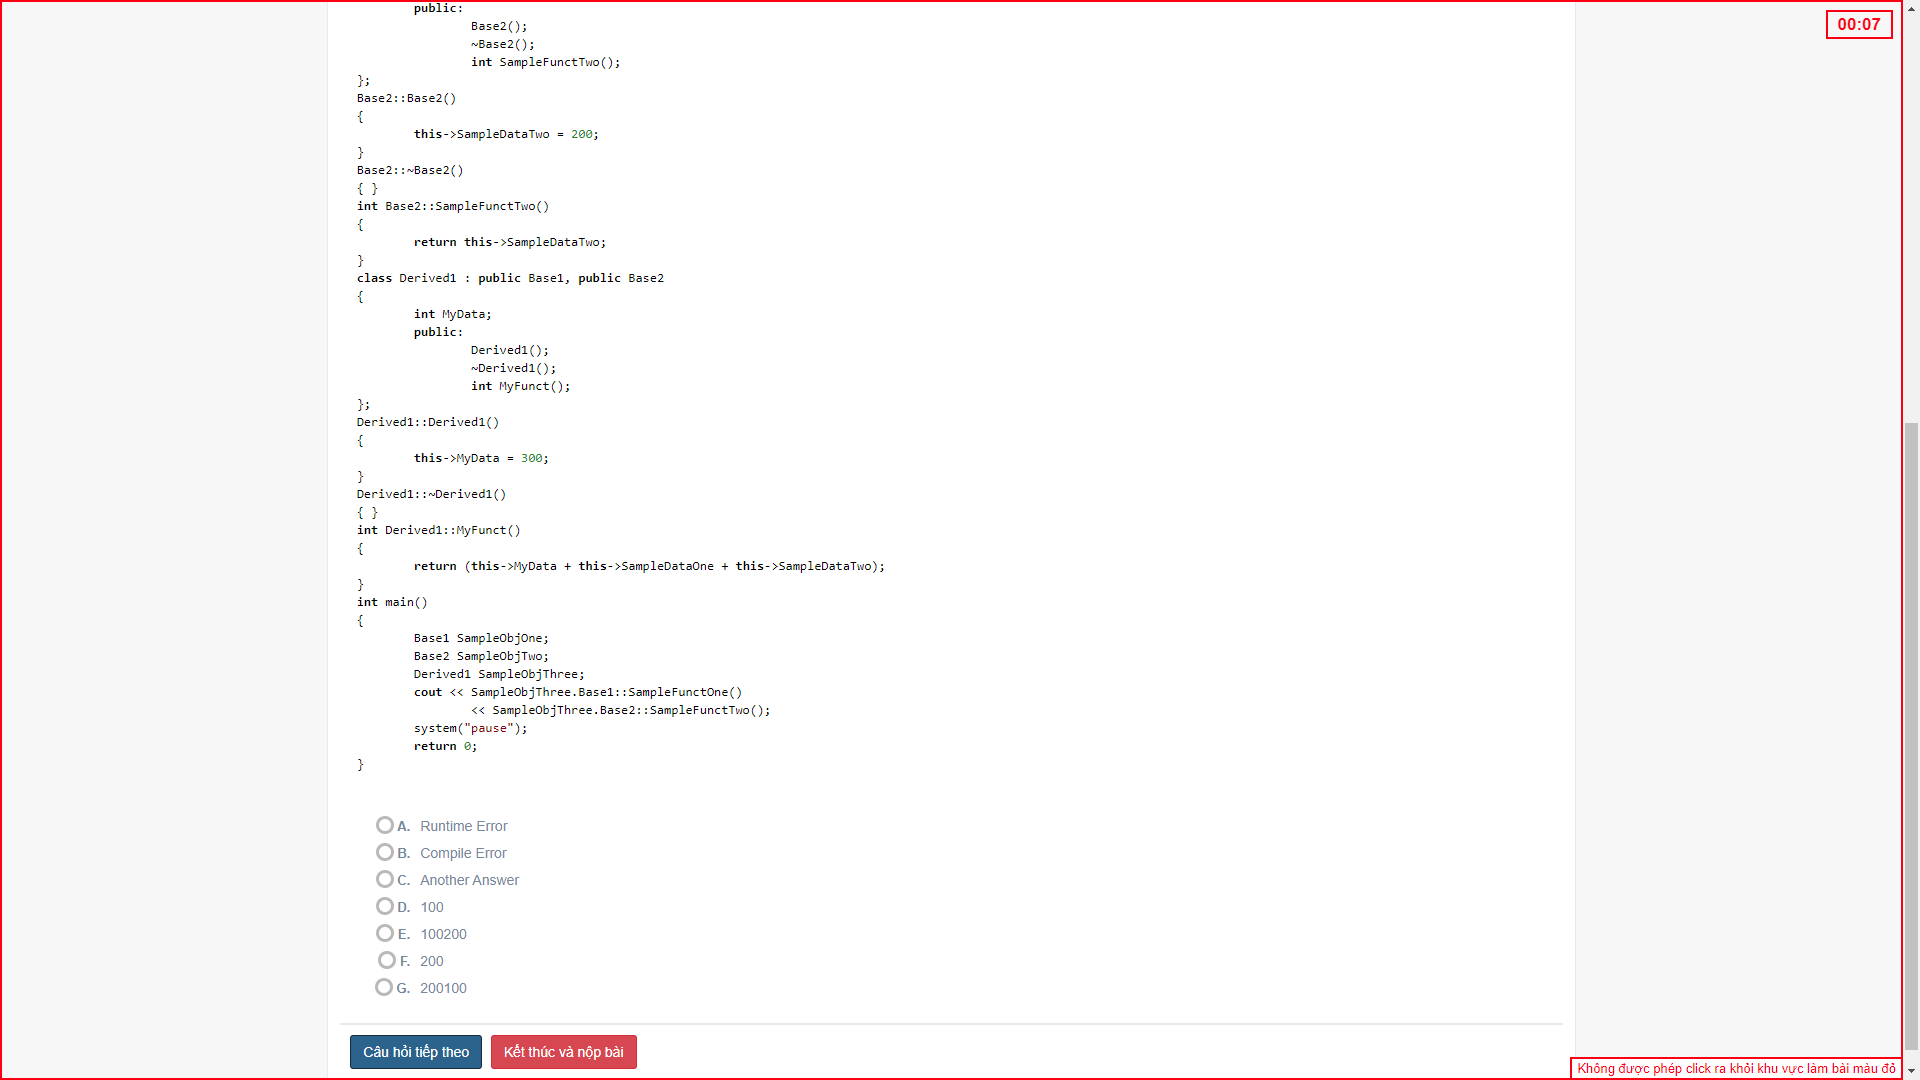 public:
00:07
Base2();
~Base2();
int SampleFunctTwo();
};
Base2::Base2()
{
this->SampleDataTwo = 200;
}
Base2::~Base2()
{ }
int Base2::SampleFunctTwo()
{
return this->SampleDataTwo;
}
class Derived1 : public Base1, public Base2
{
int MyData;
public:
Derived1();
~Derived1();
int MyFunct();
};
Derived1::Derived1()
{
this->MyData = 300;
}
Derived1::~Derived1()
{ }
int Derived1::MyFunct()
{
return (this->MyData + this->SampleDataOne + this->SampleDataTwo);
}
int main()
{
Base1 SampleObjOne;
Base2 SampleObjTwo;
Derived1 SampleObjThree;
cout << SampleObjThree.Base1::SampleFunctOne()
<< SampleObjThree.Base2::SampleFunctTwo();
system("pause");
return 0;
}
A. Runtime Error
B. Compile Error
C. Another Answer
D. 100
E. 100200
F. 200
G. 200100
Câu hỏi tiếp theo Kết thúc và nộp bài
Không được phép click ra khỏi khu vực làm bài màu đỏ